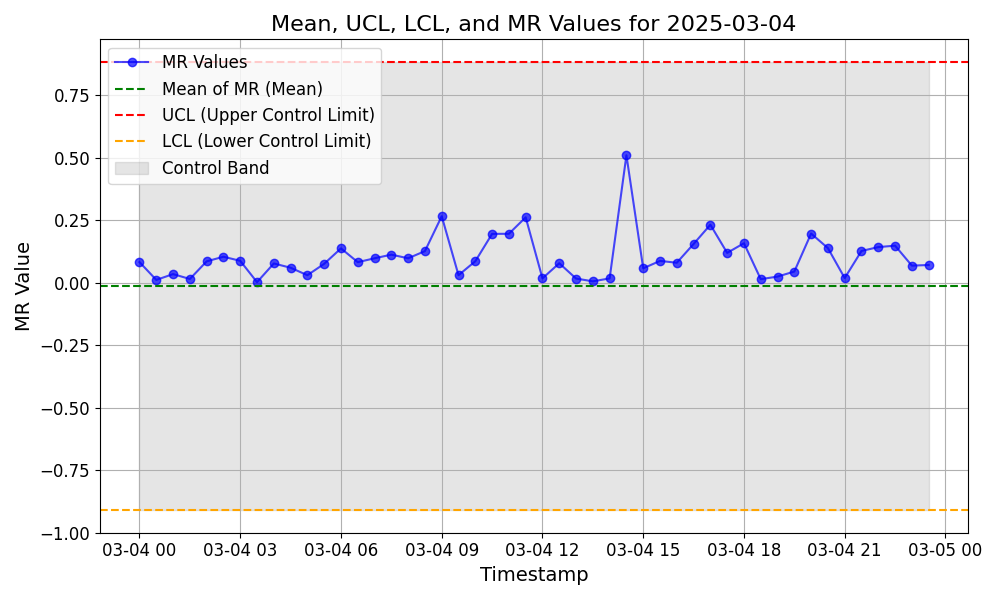 Mean, UCL, LCL, and MR Values for 2025-03-04
MR Values
Mean of MR (Mean)
UCL (Upper Control Limit)
LCL (Lower Control Limit)
Control Band
MR Value
0.75
0.50
0.25
0.00
−0.25
−0.50
−0.75
−1.00
03-04 00 03-04 03 03-04 06 03-04 09 03-04 12 03-04 15 03-04 18 03-04 21 03-05 00
Timestamp